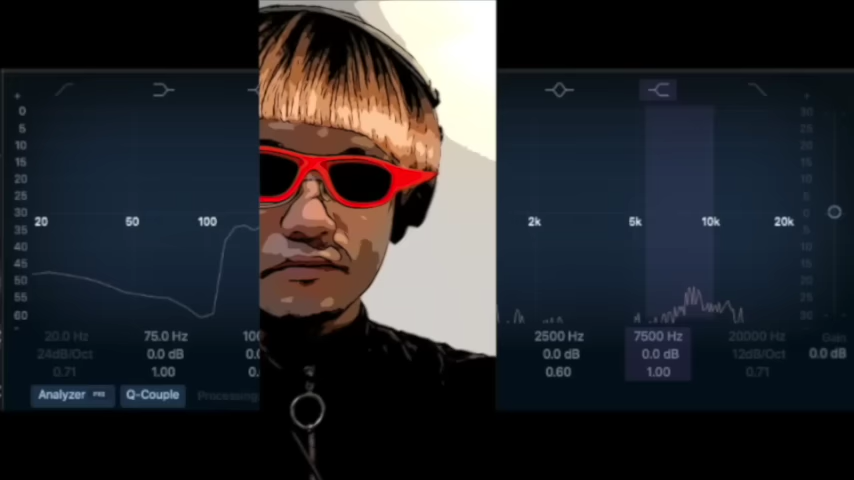 + +
0 30
5 25
10 20
15 15
20 10
25 5
30 20 50 100 2k 5k 10k 20k 0
35 5
40 10
45 15
50 20
55 25
60 30
- -
20.0 Hz 75.0 Hz 2500 Hz 7500 Hz 20000 Hz Gain
24dB/Oct 0.0 dB 0.0 dB 0.0 dB 12dB/Oct 0.0 dB
0.71 1.00 0.60 1.00 0.71
Analyzer PRE Q-Couple Processing